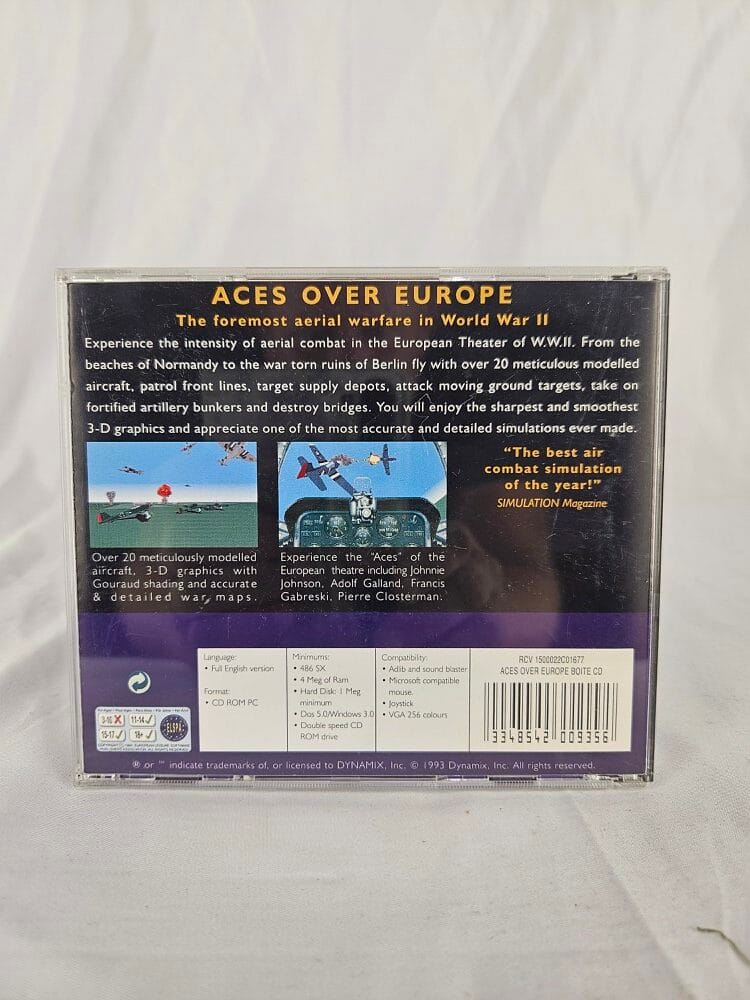 ACES OVER EUROPE
The foremost aerial warfare in World War II
Experience the intensity of aerial combat in the European Theater of W.W.II. From the
beaches of Normandy to the war torn ruins of Berlin fly with over 20 meticulous modelled
aircraft, patrol front lines, target supply depots, attack moving ground targets, take on
fortified artillery bunkers and destroy bridges. You will enjoy the sharpest and smoothest
3-D graphics and appreciate one of the most accurate and detailed simulations ever made.
"The best air
combat simulation
of the year!"
SIMULATION Magazine
Over 20 meticulously modelled
aircraft, 3-D graphics with
Gouraud shading and accurate
& detailed war maps.
Experience the "Aces" of the
European theatre including Johnnie
Johnson, Adolf Galland, Francis
Gabreski, Pierre Closterman.
Language:
• Full English version
Format:
• CD ROM PC
Minimums:
• 486 SX
• 4 Meg of Ram
• Hard Disk: 1 Meg
minimum
• Dos 5.0/Windows 3.0
• Double speed CD
ROM drive
Compatibility:
• Adlib and sound blaster
• Microsoft compatible
mouse.
• Joystick
• VGA 256 colours
RCV 1500022C01677
ACES OVER EUROPE BOITE CD
3348542 009356
3-10 11-14
15-17 18+
ELSPA
® or ™ indicate trademarks of, or licensed to DYNAMIX, Inc. © 1993 Dynamix, Inc. All rights reserved.